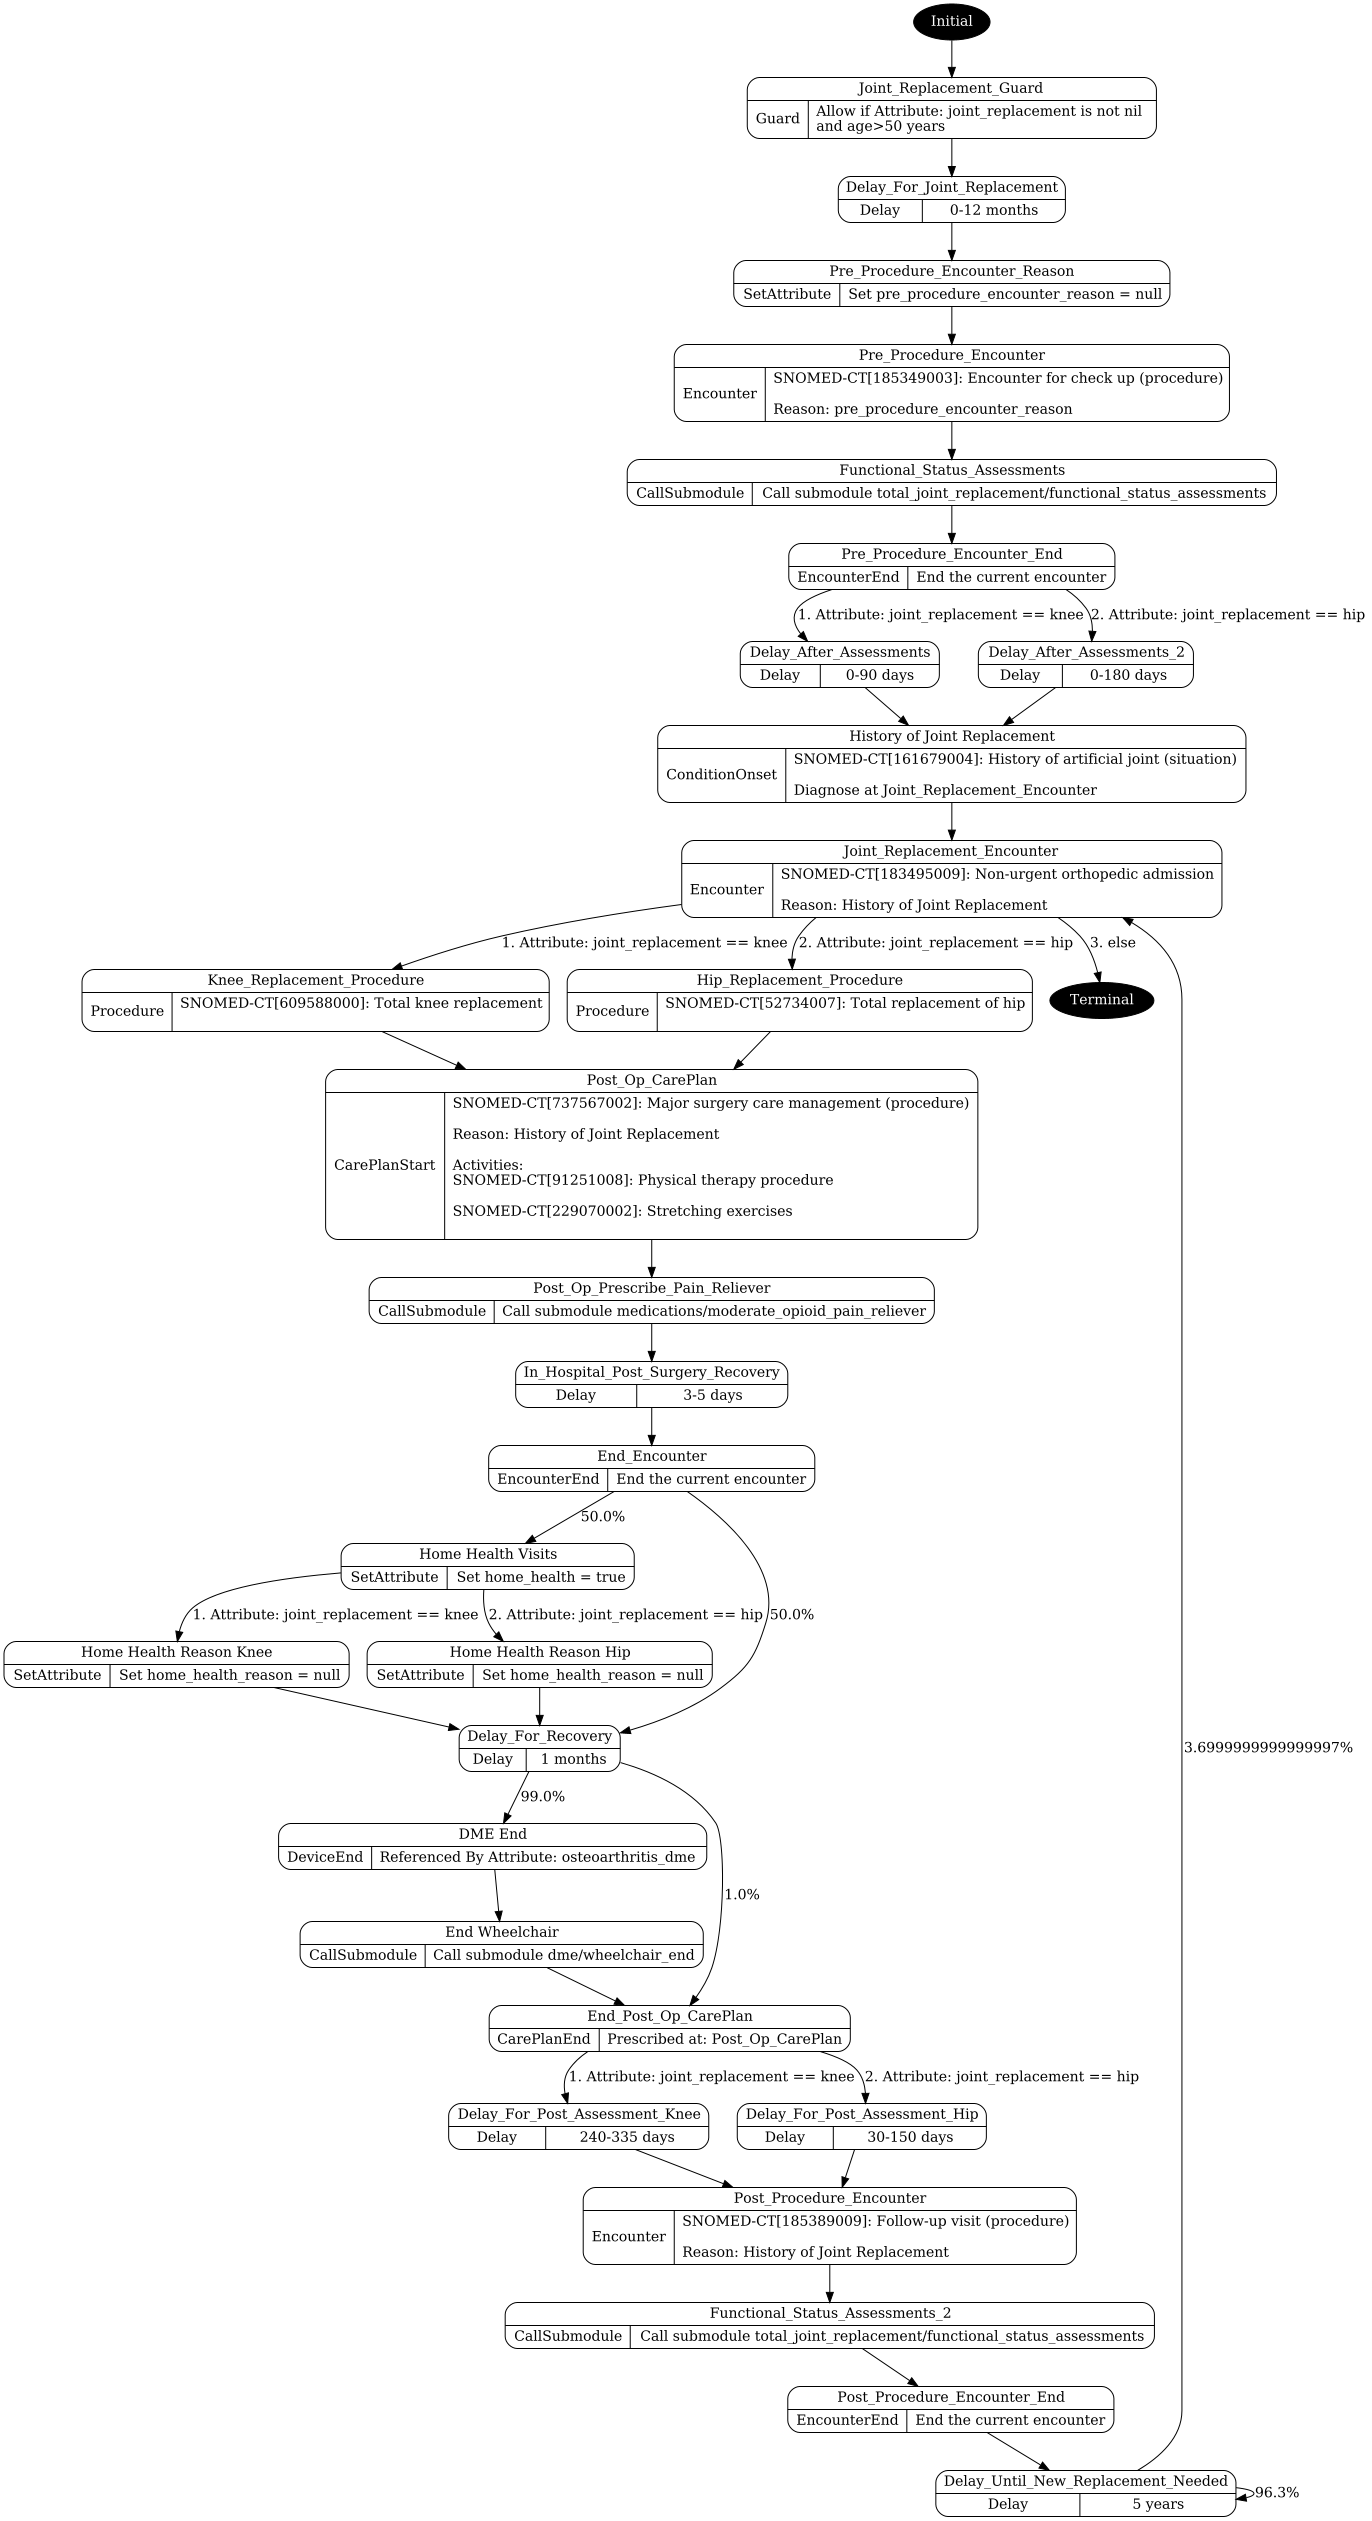 Initial
Joint_Replacement_Guard
Guard
Allow if Attribute: joint_replacement is not nil
and age>50 years
Delay_For_Joint_Replacement
Delay
0-12 months
Pre_Procedure_Encounter_Reason
SetAttribute
Set pre_procedure_encounter_reason = null
Pre_Procedure_Encounter
Encounter
SNOMED-CT[185349003]: Encounter for check up (procedure)
Reason: pre_procedure_encounter_reason
Functional_Status_Assessments
CallSubmodule
Call submodule total_joint_replacement/functional_status_assessments
Pre_Procedure_Encounter_End
EncounterEnd
End the current encounter
1. Attribute: joint_replacement == knee
2. Attribute: joint_replacement == hip
Delay_After_Assessments
Delay
0-90 days
Delay_After_Assessments_2
Delay
0-180 days
History of Joint Replacement
ConditionOnset
SNOMED-CT[161679004]: History of artificial joint (situation)
Diagnose at Joint_Replacement_Encounter
Joint_Replacement_Encounter
Encounter
SNOMED-CT[183495009]: Non-urgent orthopedic admission
Reason: History of Joint Replacement
1. Attribute: joint_replacement == knee
2. Attribute: joint_replacement == hip
3. else
Knee_Replacement_Procedure
Procedure
SNOMED-CT[609588000]: Total knee replacement
Hip_Replacement_Procedure
Procedure
SNOMED-CT[52734007]: Total replacement of hip
Terminal
Post_Op_CarePlan
CarePlanStart
SNOMED-CT[737567002]: Major surgery care management (procedure)
Reason: History of Joint Replacement
Activities:
SNOMED-CT[91251008]: Physical therapy procedure
SNOMED-CT[229070002]: Stretching exercises
Post_Op_Prescribe_Pain_Reliever
CallSubmodule
Call submodule medications/moderate_opioid_pain_reliever
In_Hospital_Post_Surgery_Recovery
Delay
3-5 days
End_Encounter
EncounterEnd
End the current encounter
50.0%
Home Health Visits
SetAttribute
Set home_health = true
1. Attribute: joint_replacement == knee
2. Attribute: joint_replacement == hip
50.0%
Home Health Reason Knee
SetAttribute
Set home_health_reason = null
Home Health Reason Hip
SetAttribute
Set home_health_reason = null
Delay_For_Recovery
Delay
1 months
3.6999999999999997%
99.0%
DME End
DeviceEnd
Referenced By Attribute: osteoarthritis_dme
1.0%
End Wheelchair
CallSubmodule
Call submodule dme/wheelchair_end
End_Post_Op_CarePlan
CarePlanEnd
Prescribed at: Post_Op_CarePlan
1. Attribute: joint_replacement == knee
2. Attribute: joint_replacement == hip
Delay_For_Post_Assessment_Knee
Delay
240-335 days
Delay_For_Post_Assessment_Hip
Delay
30-150 days
Post_Procedure_Encounter
Encounter
SNOMED-CT[185389009]: Follow-up visit (procedure)
Reason: History of Joint Replacement
Functional_Status_Assessments_2
CallSubmodule
Call submodule total_joint_replacement/functional_status_assessments
Post_Procedure_Encounter_End
EncounterEnd
End the current encounter
Delay_Until_New_Replacement_Needed
Delay
5 years
96.3%